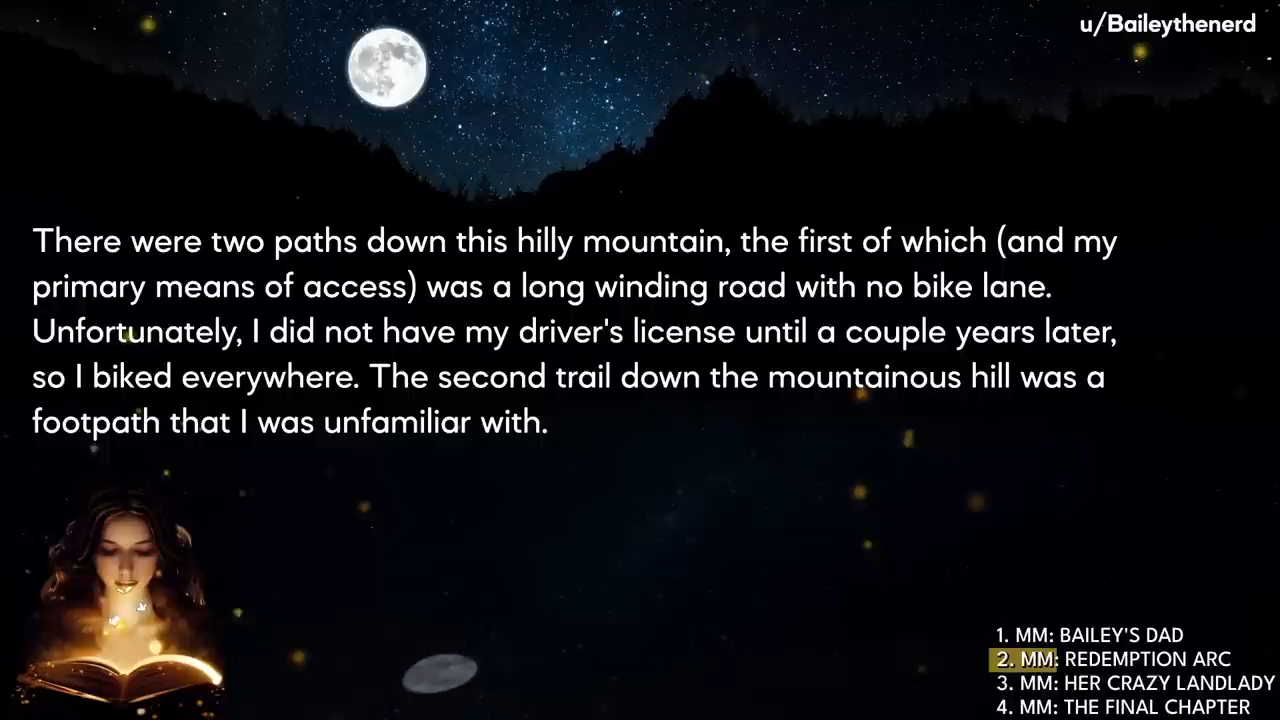 u/Baileythenerd
There were two paths down this hilly mountain, the first of which (and my
primary means of access) was a long winding road with no bike lane.
Unfortunately, I did not have my driver's license until a couple years later,
so I biked everywhere. The second trail down the mountainous hill was a
footpath that I was unfamiliar with.
1. MM: BAILEY'S DAD
2. MM: REDEMPTION ARC
3. MM: HER CRAZY LANDLADY
4. MM: THE FINAL CHAPTER